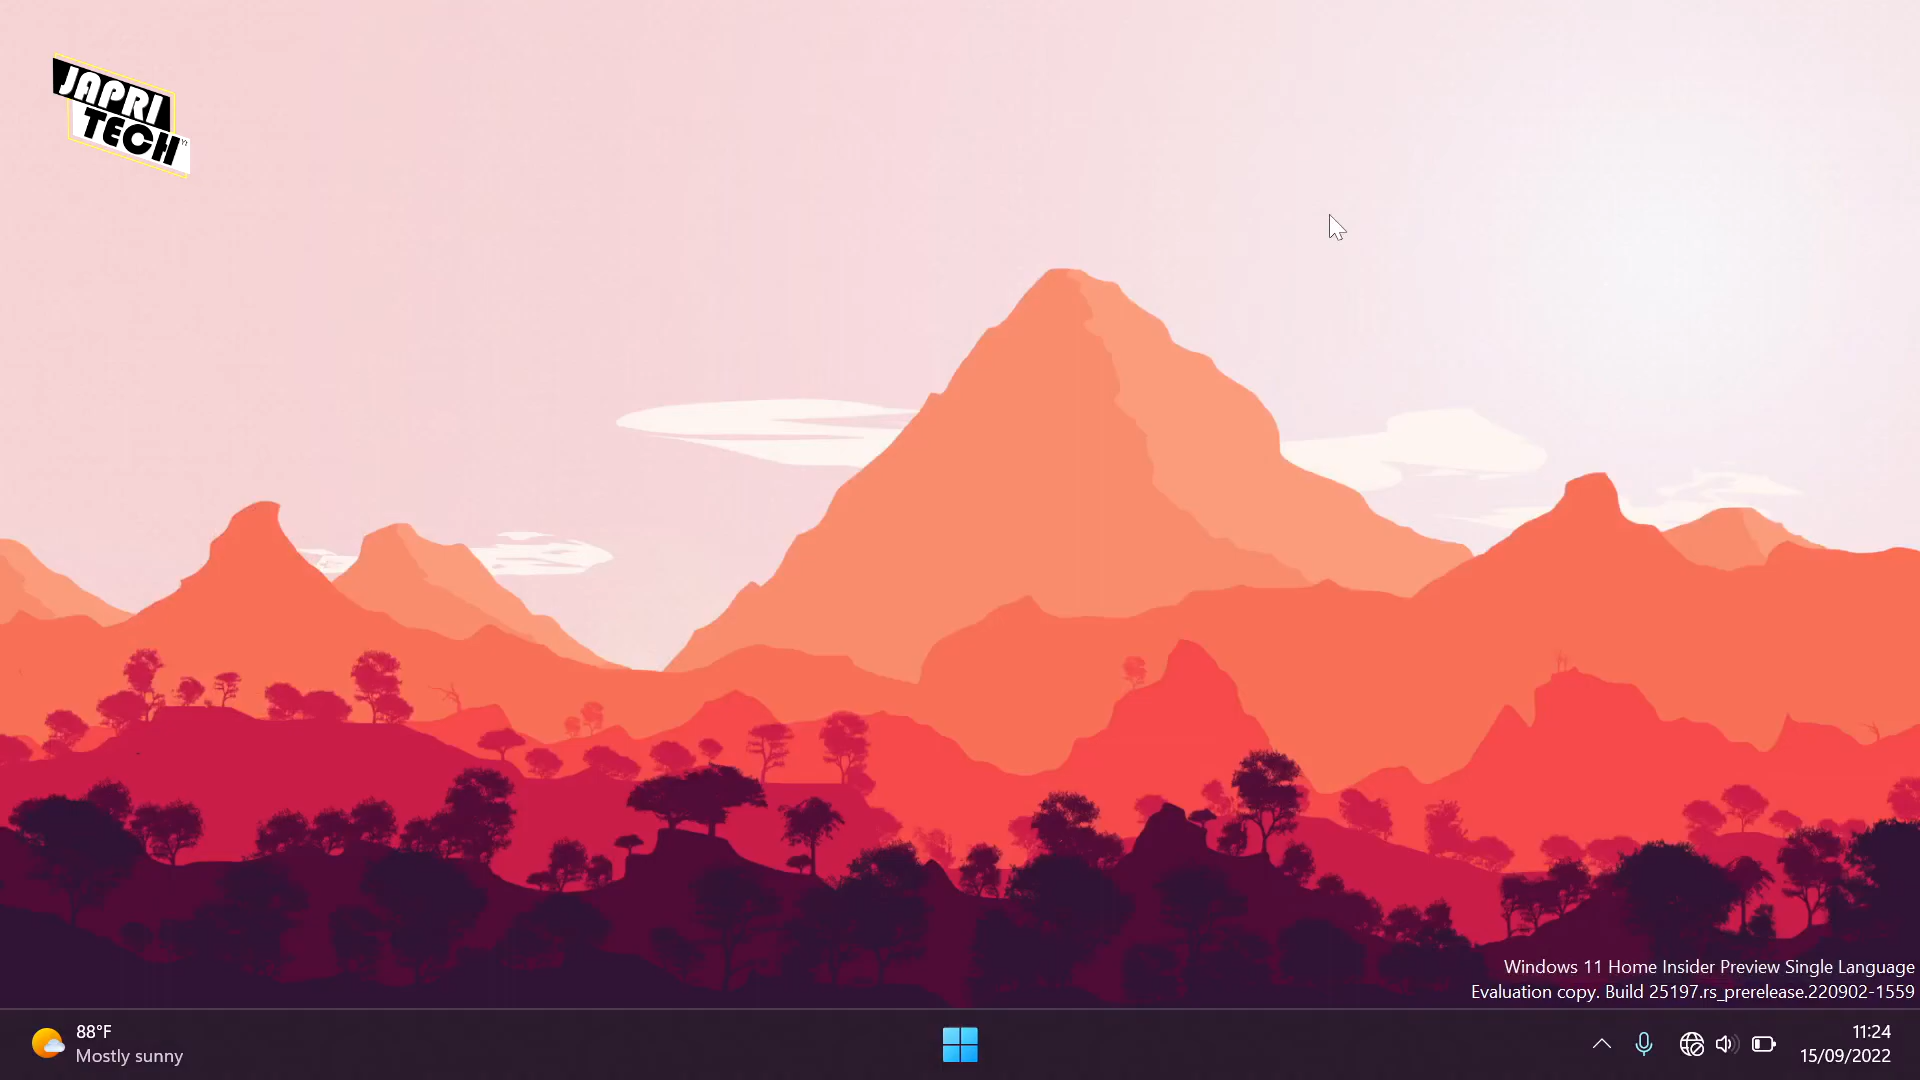 JAPRI
TECH
Windows 11 Home Insider Preview Single Language
Evaluation copy. Build 25197.rs_prerelease.220902-1559
88°F
Mostly sunny
11:24
15/09/2022